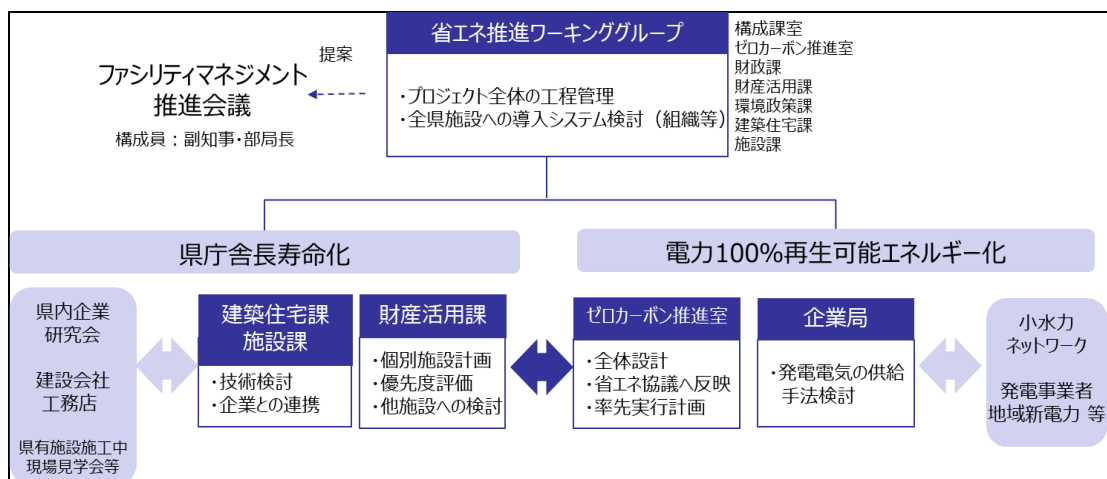 省エネ推進ワーキンググループ
・プロジェクト全体の工程管理
・全県施設への導入システム検討（組織等）
構成課室
ゼロカーボン推進室
財政課
財産活用課
環境政策課
建築住宅課
施設課
提案
ファシリティマネジメント
推進会議
構成員：副知事・部局長
県庁舎長寿命化
電力100％再生可能エネルギー化
県内企業
研究会
建設会社
工務店
県有施設施工中
現場見学会等
建築住宅課
施設課
・技術検討
・企業との連携
財産活用課
・個別施設計画
・優先度評価
・他施設への検討
ゼロカーボン推進室
・全体設計
・省エネ協議へ反映
・率先実行計画
企業局
・発電電気の供給
手法検討
小水力
ネットワーク
発電事業者
地域新電力 等